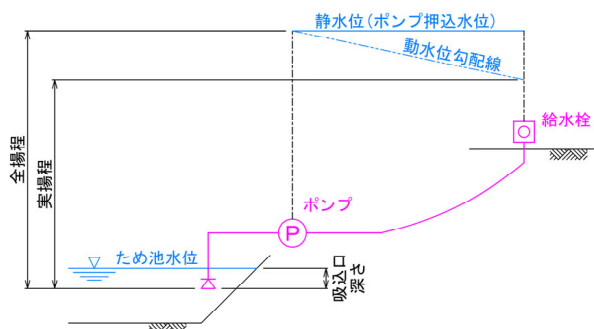 静水位(ポンプ押込水位)
動水位勾配線
給水栓
全揚程
実揚程
ポンプ
P
ため池水位
吸込口
深さ